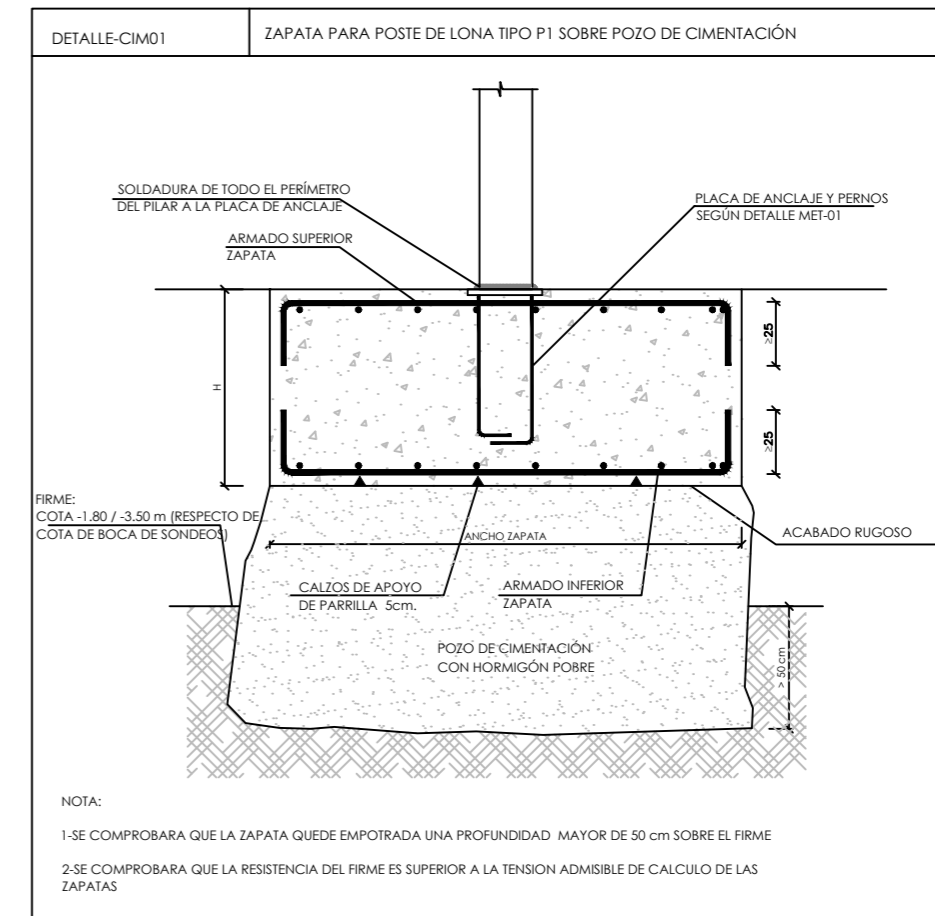 DETALLE-CIM01
ZAPATA PARA POSTE DE LONA TIPO P1 SOBRE POZO DE CIMENTACIÓN
SOLDADURA DE TODO EL PERÍMETRO
DEL PILAR A LA PLACA DE ANCLAJE
PLACA DE ANCLAJE Y PERNOS
SEGÚN DETALLE MET-01
ARMADO SUPERIOR
ZAPATA
≥25
H
≥25
FIRME:
COTA -1.80 / -3.50 m (RESPECTO DE
COTA DE BOCA DE SONDEOS)
ANCHO ZAPATA
ACABADO RUGOSO
CALZOS DE APOYO
DE PARRILLA 5cm.
ARMADO INFERIOR
ZAPATA
POZO DE CIMENTACIÓN
CON HORMIGÓN POBRE
> 50 cm
NOTA:
1-SE COMPROBARA QUE LA ZAPATA QUEDE EMPOTRADA UNA PROFUNDIDAD MAYOR DE 50 cm SOBRE EL FIRME
2-SE COMPROBARA QUE LA RESISTENCIA DEL FIRME ES SUPERIOR A LA TENSION ADMISIBLE DE CALCULO DE LAS
ZAPATAS